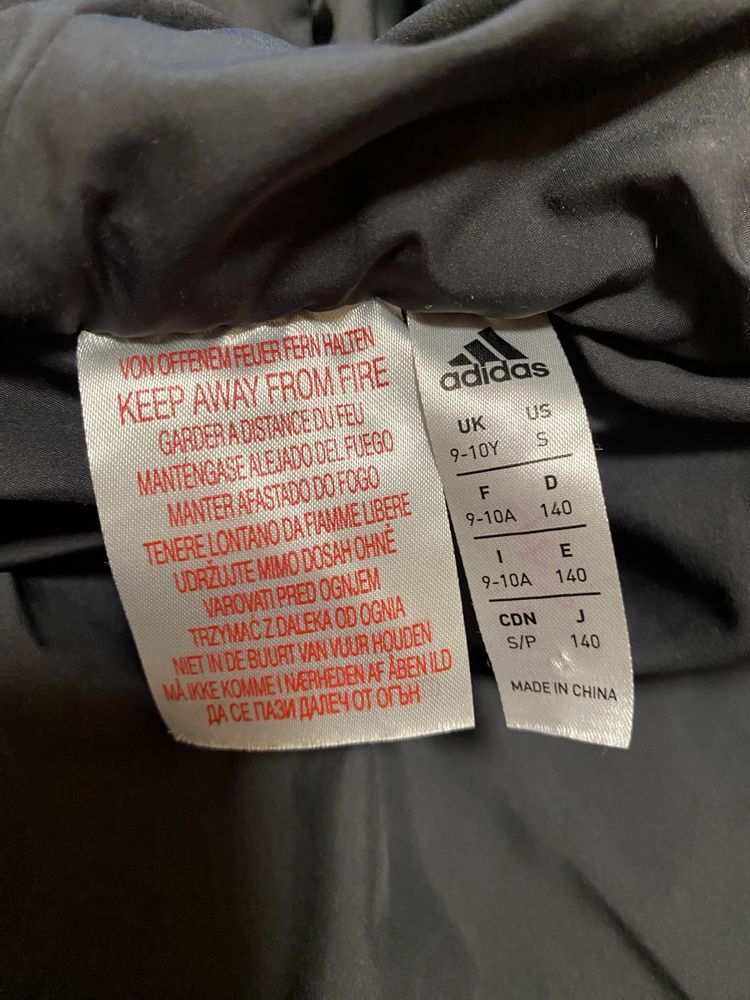 VON OFFENEM FEUER FERN HALTEN
KEEP AWAY FROM FIRE
GARDER A DISTANCE DU FEU
MANTENGASE ALEJADO DEL FUEGO
MANTER AFASTADO DO FOGO
TENERE LONTANO DA FIAMME LIBERE
UDRŽUJTE MIMO DOSAH OHNĚ
VAROVATI PRED OGNJEM
TRZYMAC Z DALEKA OD OGNIA
NIET IN DE BUURT VAN VUUR HOUDEN
MÅ IKKE KOMME I NÆRHEDEN AF ÅBEN ILD
ДА СЕ ПАЗИ ДАЛЕЧ ОТ ОГЪН
adidas
UK US
9-10Y S
F D
9-10A 140
I E
9-10A 140
CDN J
S/P 140
MADE IN CHINA